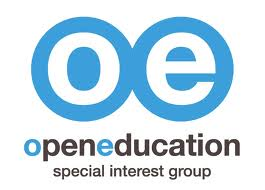 oe
openeducation
special interest group